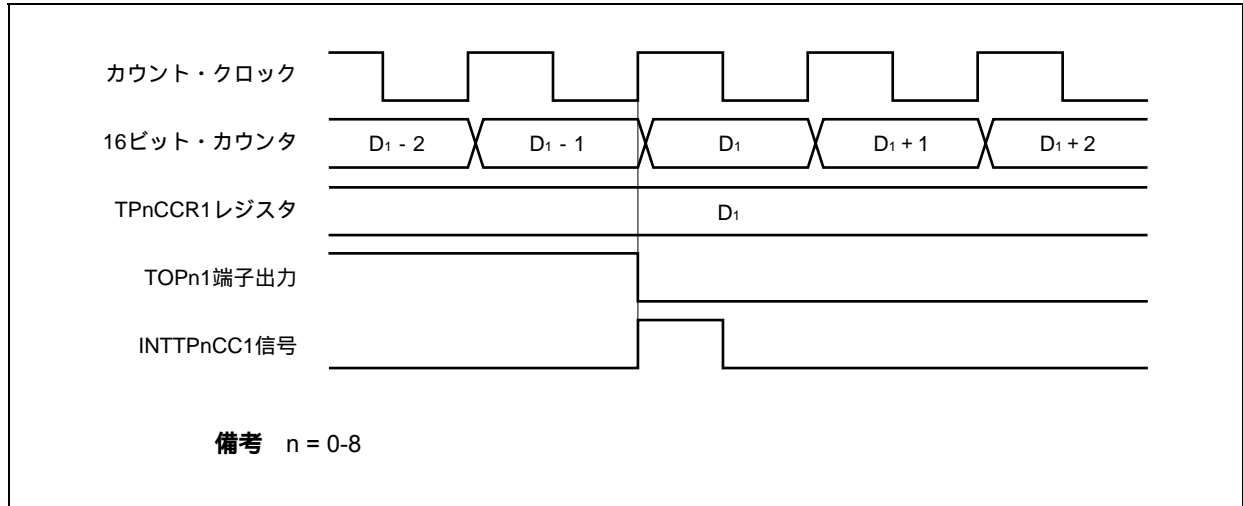 カウント・クロック
16ビット・カウンタ D1 - 2 D1 - 1 D1 D1 + 1 D1 + 2
TPnCCR1レジスタ D1
TOPn1端子出力
INTTPnCC1信号
備考 n = 0-8